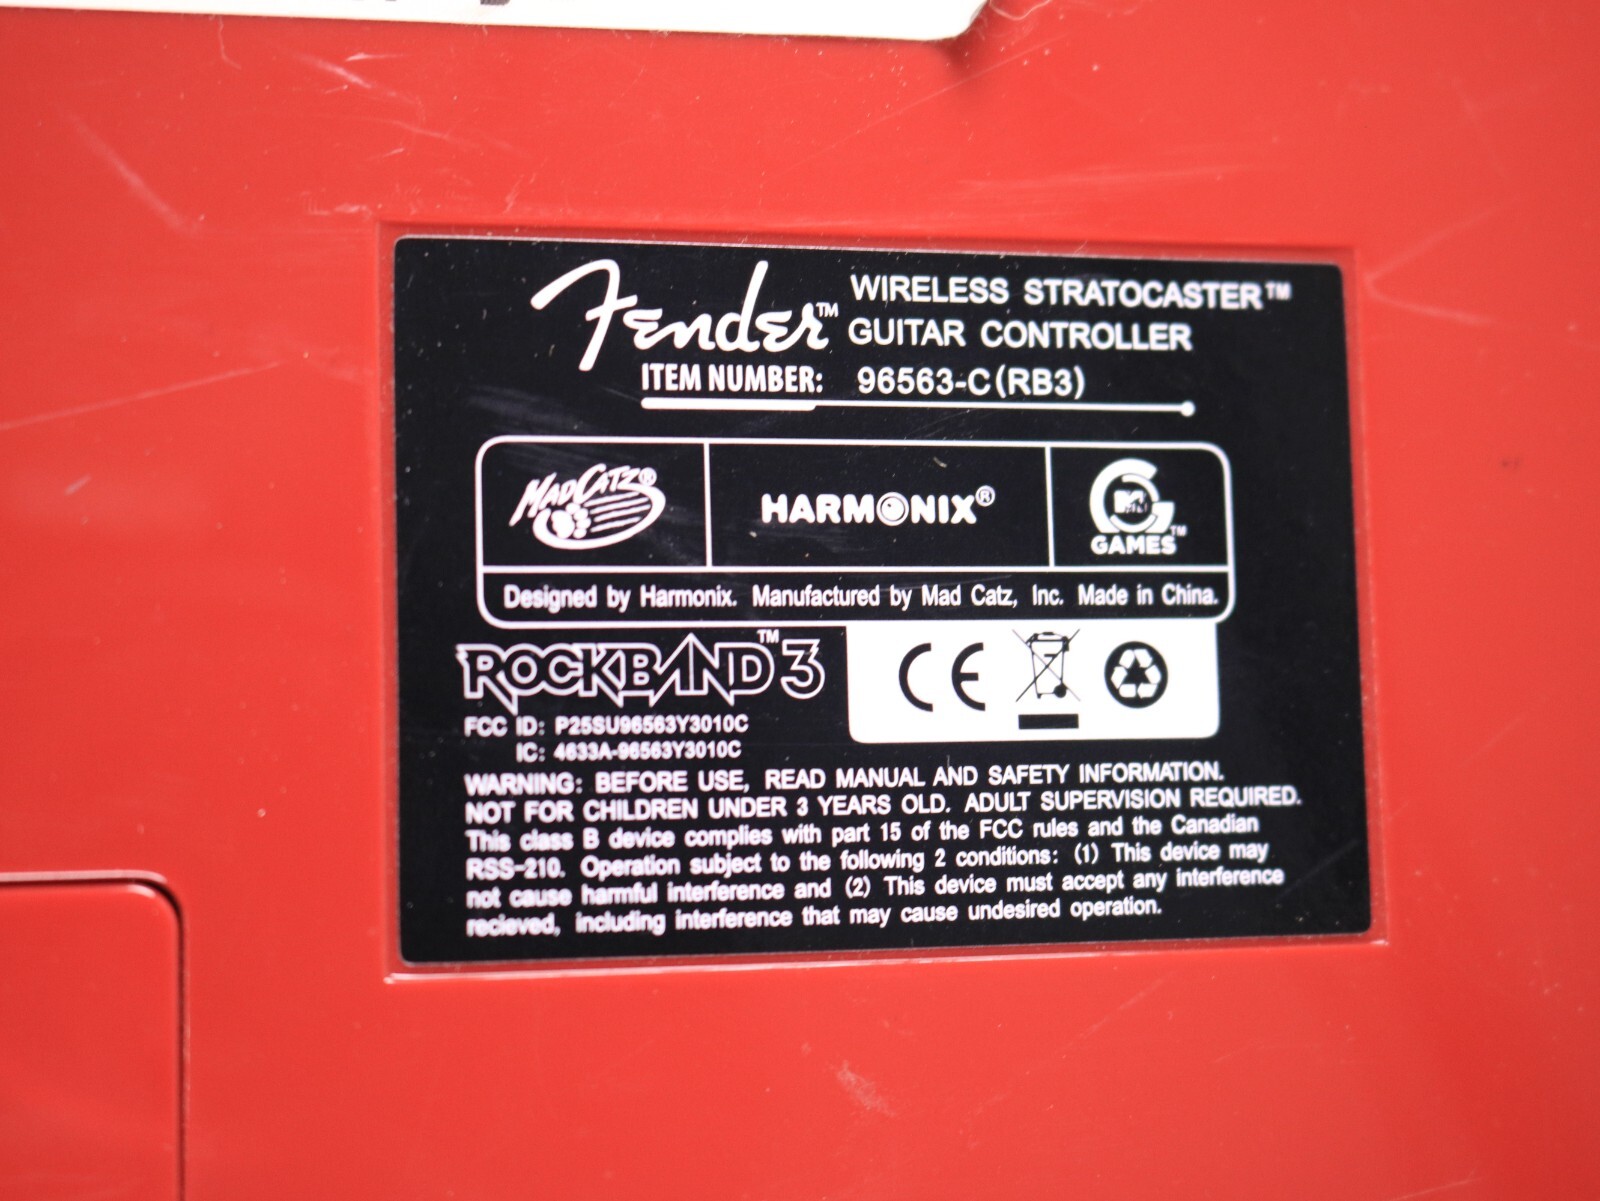 Fender™ WIRELESS STRATOCASTER™
GUITAR CONTROLLER
ITEM NUMBER: 96563-C(RB3)
MAD CATZ®
HARMONIX®
GAMES™
Designed by Harmonix. Manufactured by Mad Catz, Inc. Made in China.
ROCKBAND™3
CE
FCC ID: P25SU96563Y3010C
IC: 4633A-96563Y3010C
WARNING: BEFORE USE, READ MANUAL AND SAFETY INFORMATION.
NOT FOR CHILDREN UNDER 3 YEARS OLD. ADULT SUPERVISION REQUIRED.
This class B device complies with part 15 of the FCC rules and the Canadian
RSS-210. Operation subject to the following 2 conditions: (1) This device may
not cause harmful interference and (2) This device must accept any interference
recieved, including interference that may cause undesired operation.